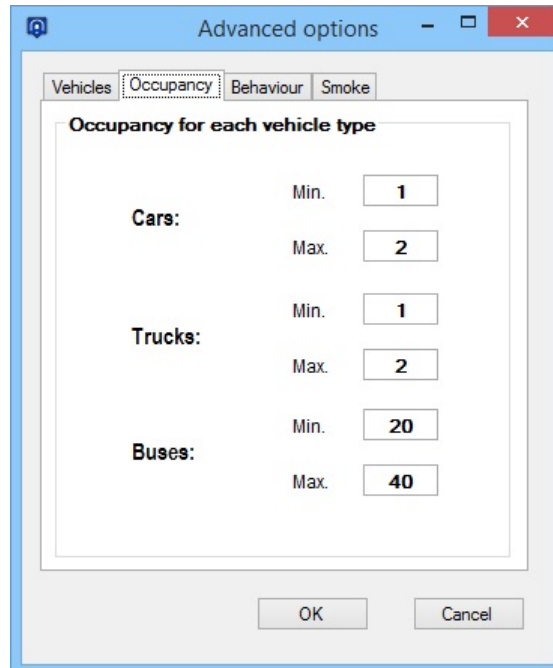 Advanced options
Vehicles Occupancy Behaviour Smoke
Occupancy for each vehicle type
Cars:
Min. 1
Max. 2
Trucks:
Min. 1
Max. 2
Buses:
Min. 20
Max. 40
OK Cancel